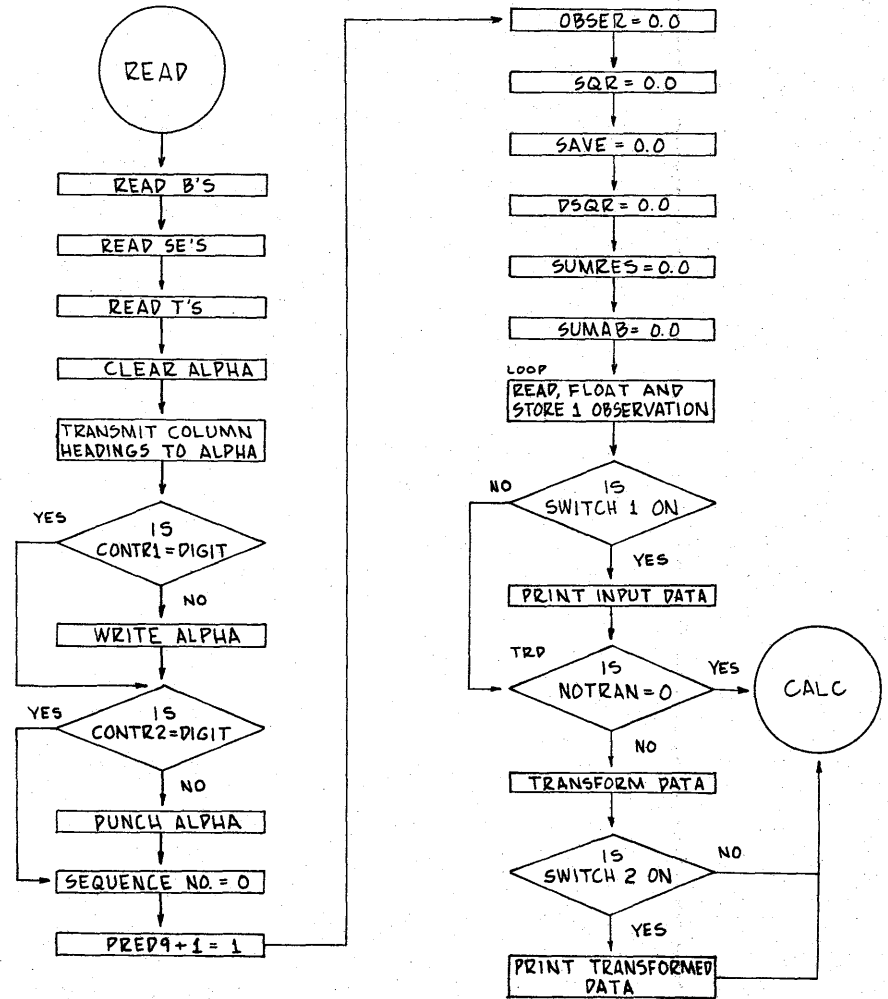 READ
READ B'S
READ SE'S
READ T'S
CLEAR ALPHA
TRANSMIT COLUMN
HEADINGS TO ALPHA
YES
IS
CONTR1=DIGIT
NO
WRITE ALPHA
YES
IS
CONTR2=DIGIT
NO
PUNCH ALPHA
SEQUENCE NO. = 0
PRED9+1 = 1
OBSER = 0.0
SQR = 0.0
SAVE = 0.0
DSQR = 0.0
SUMRES = 0.0
SUMAB = 0.0
LOOP
READ, FLOAT AND
STORE 1 OBSERVATION
NO
IS
SWITCH 1 ON
YES
PRINT INPUT DATA
TRD
IS
NOTRAN = 0
YES
CALC
NO
TRANSFORM DATA
IS
SWITCH 2 ON
NO
YES
PRINT TRANSFORMED
DATA